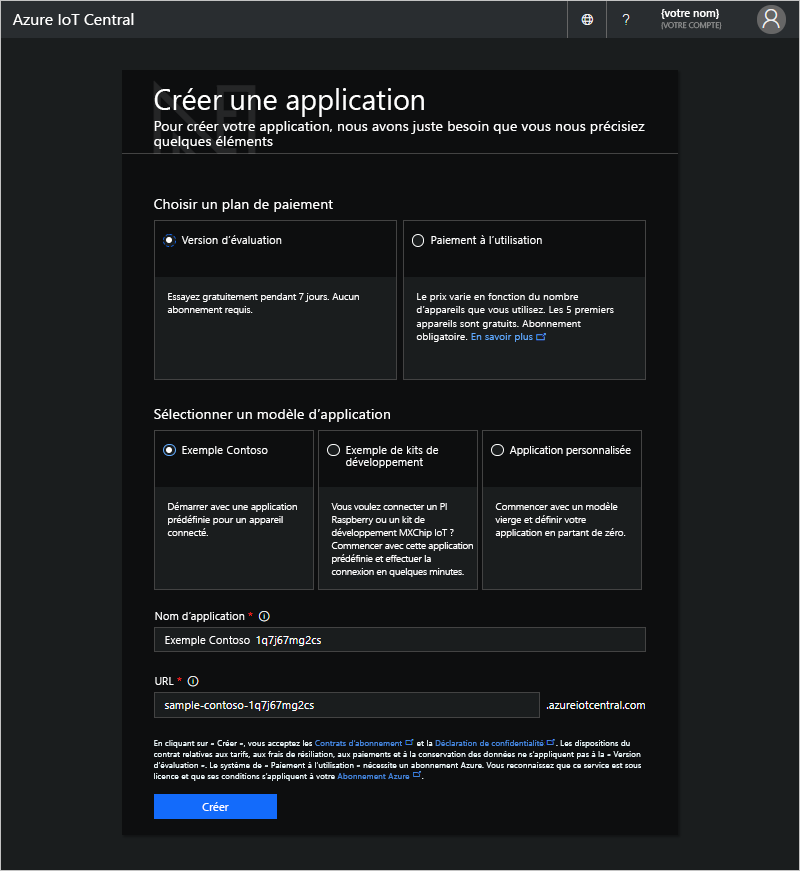 Azure IoT Central
?
{votre nom}
(VOTRE COMPTE)
Créer une application
Pour créer votre application, nous avons juste besoin que vous nous précisiez
quelques éléments
Choisir un plan de paiement
Version d'évaluation
Paiement à l'utilisation
Essayez gratuitement pendant 7 jours. Aucun
abonnement requis.
Le prix varie en fonction du nombre
d'appareils que vous utilisez. Les 5 premiers
appareils sont gratuits. Abonnement
obligatoire. En savoir plus
Sélectionner un modèle d'application
Exemple Contoso
Exemple de kits de
développement
Application personnalisée
Démarrer avec une application
prédéfinie pour un appareil
connecté.
Vous voulez connecter un PI
Raspberry ou un kit de
développement MXChip IoT ?
Commencer avec cette application
prédéfinie et effectuer la
connexion en quelques minutes.
Commencer avec un modèle
vierge et définir votre
application en partant de zéro.
Nom d'application *
Exemple Contoso 1q7j67mg2cs
URL *
sample-contoso-1q7j67mg2cs
.azureiotcentral.com
En cliquant sur « Créer », vous acceptez les Contrats d'abonnement et la Déclaration de confidentialité. Les dispositions du
contrat relatives aux tarifs, aux frais de résiliation, aux paiements et à la conservation des données ne s'appliquent pas à la « Version
d'évaluation ». Le système de « Paiement à l'utilisation » nécessite un abonnement Azure. Vous reconnaissez que ce service est sous
licence et que ses conditions s'appliquent à votre Abonnement Azure.
Créer